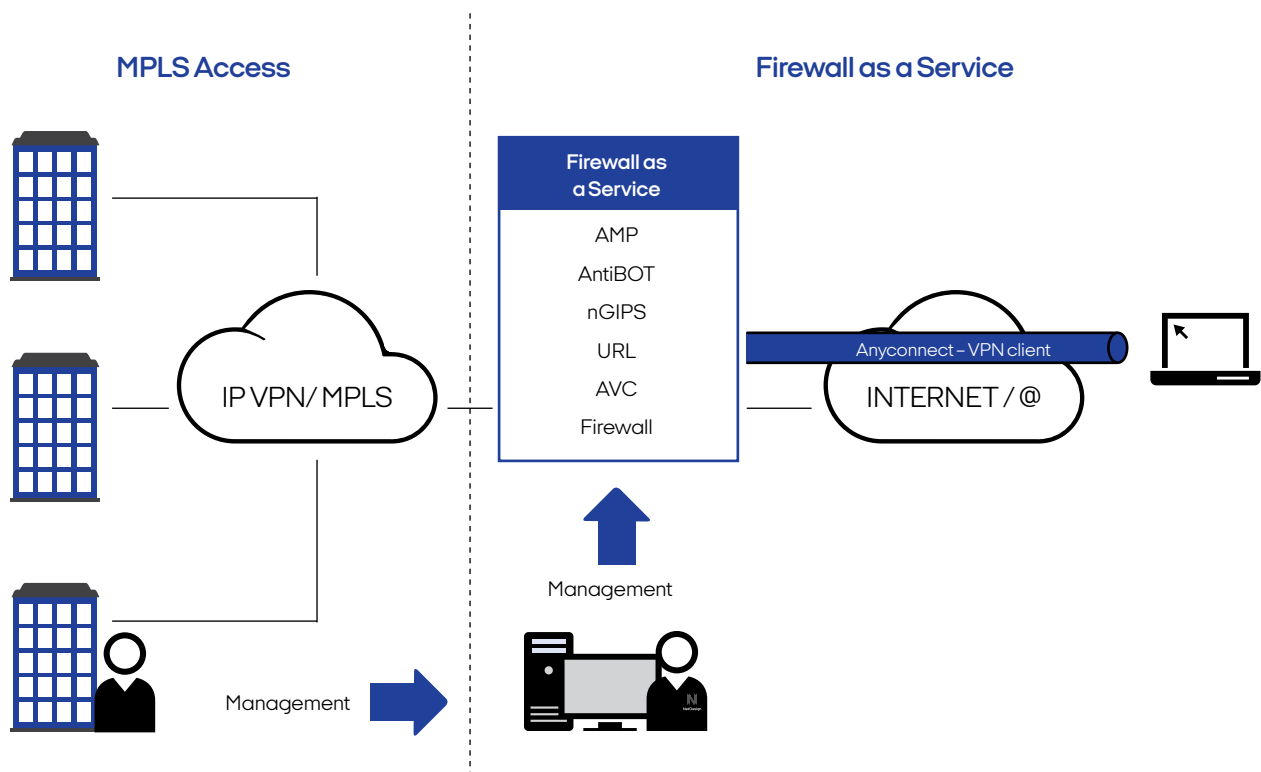 MPLS Access
Firewall as a Service
Firewall as
a Service
AMP
AntiBOT
nGIPS
URL
AVC
Firewall
IP VPN/ MPLS
Anyconnect – VPN client
INTERNET / @
Management
Management
N
NetDesign